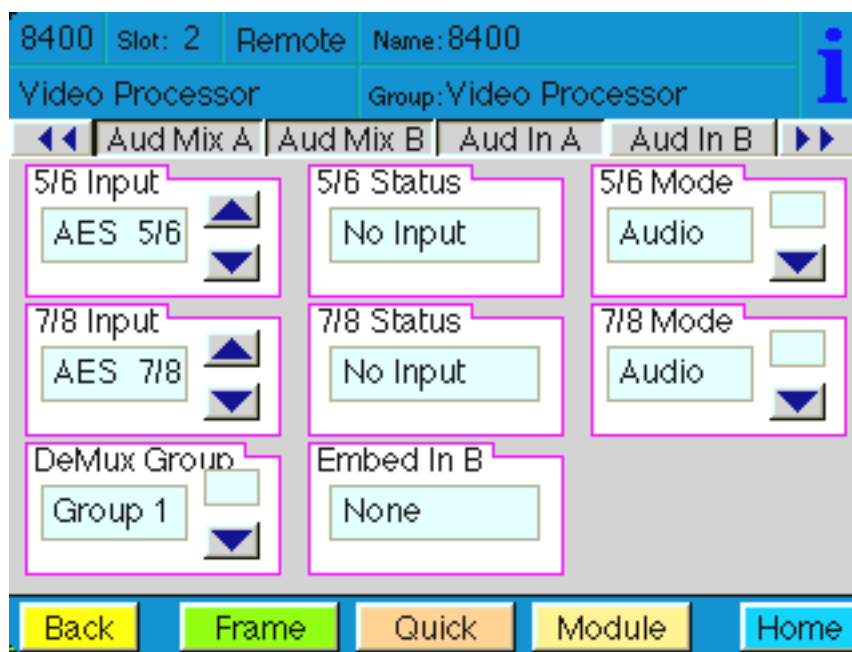 8400 Slot: 2 Remote Name: 8400
Video Processor Group: Video Processor
i
Aud Mix A Aud Mix B Aud In A Aud In B
5/6 Input 5/6 Status 5/6 Mode
AES 5/6 No Input Audio
7/8 Input 7/8 Status 7/8 Mode
AES 7/8 No Input Audio
DeMux Group Embed In B
Group 1 None
Back Frame Quick Module Home